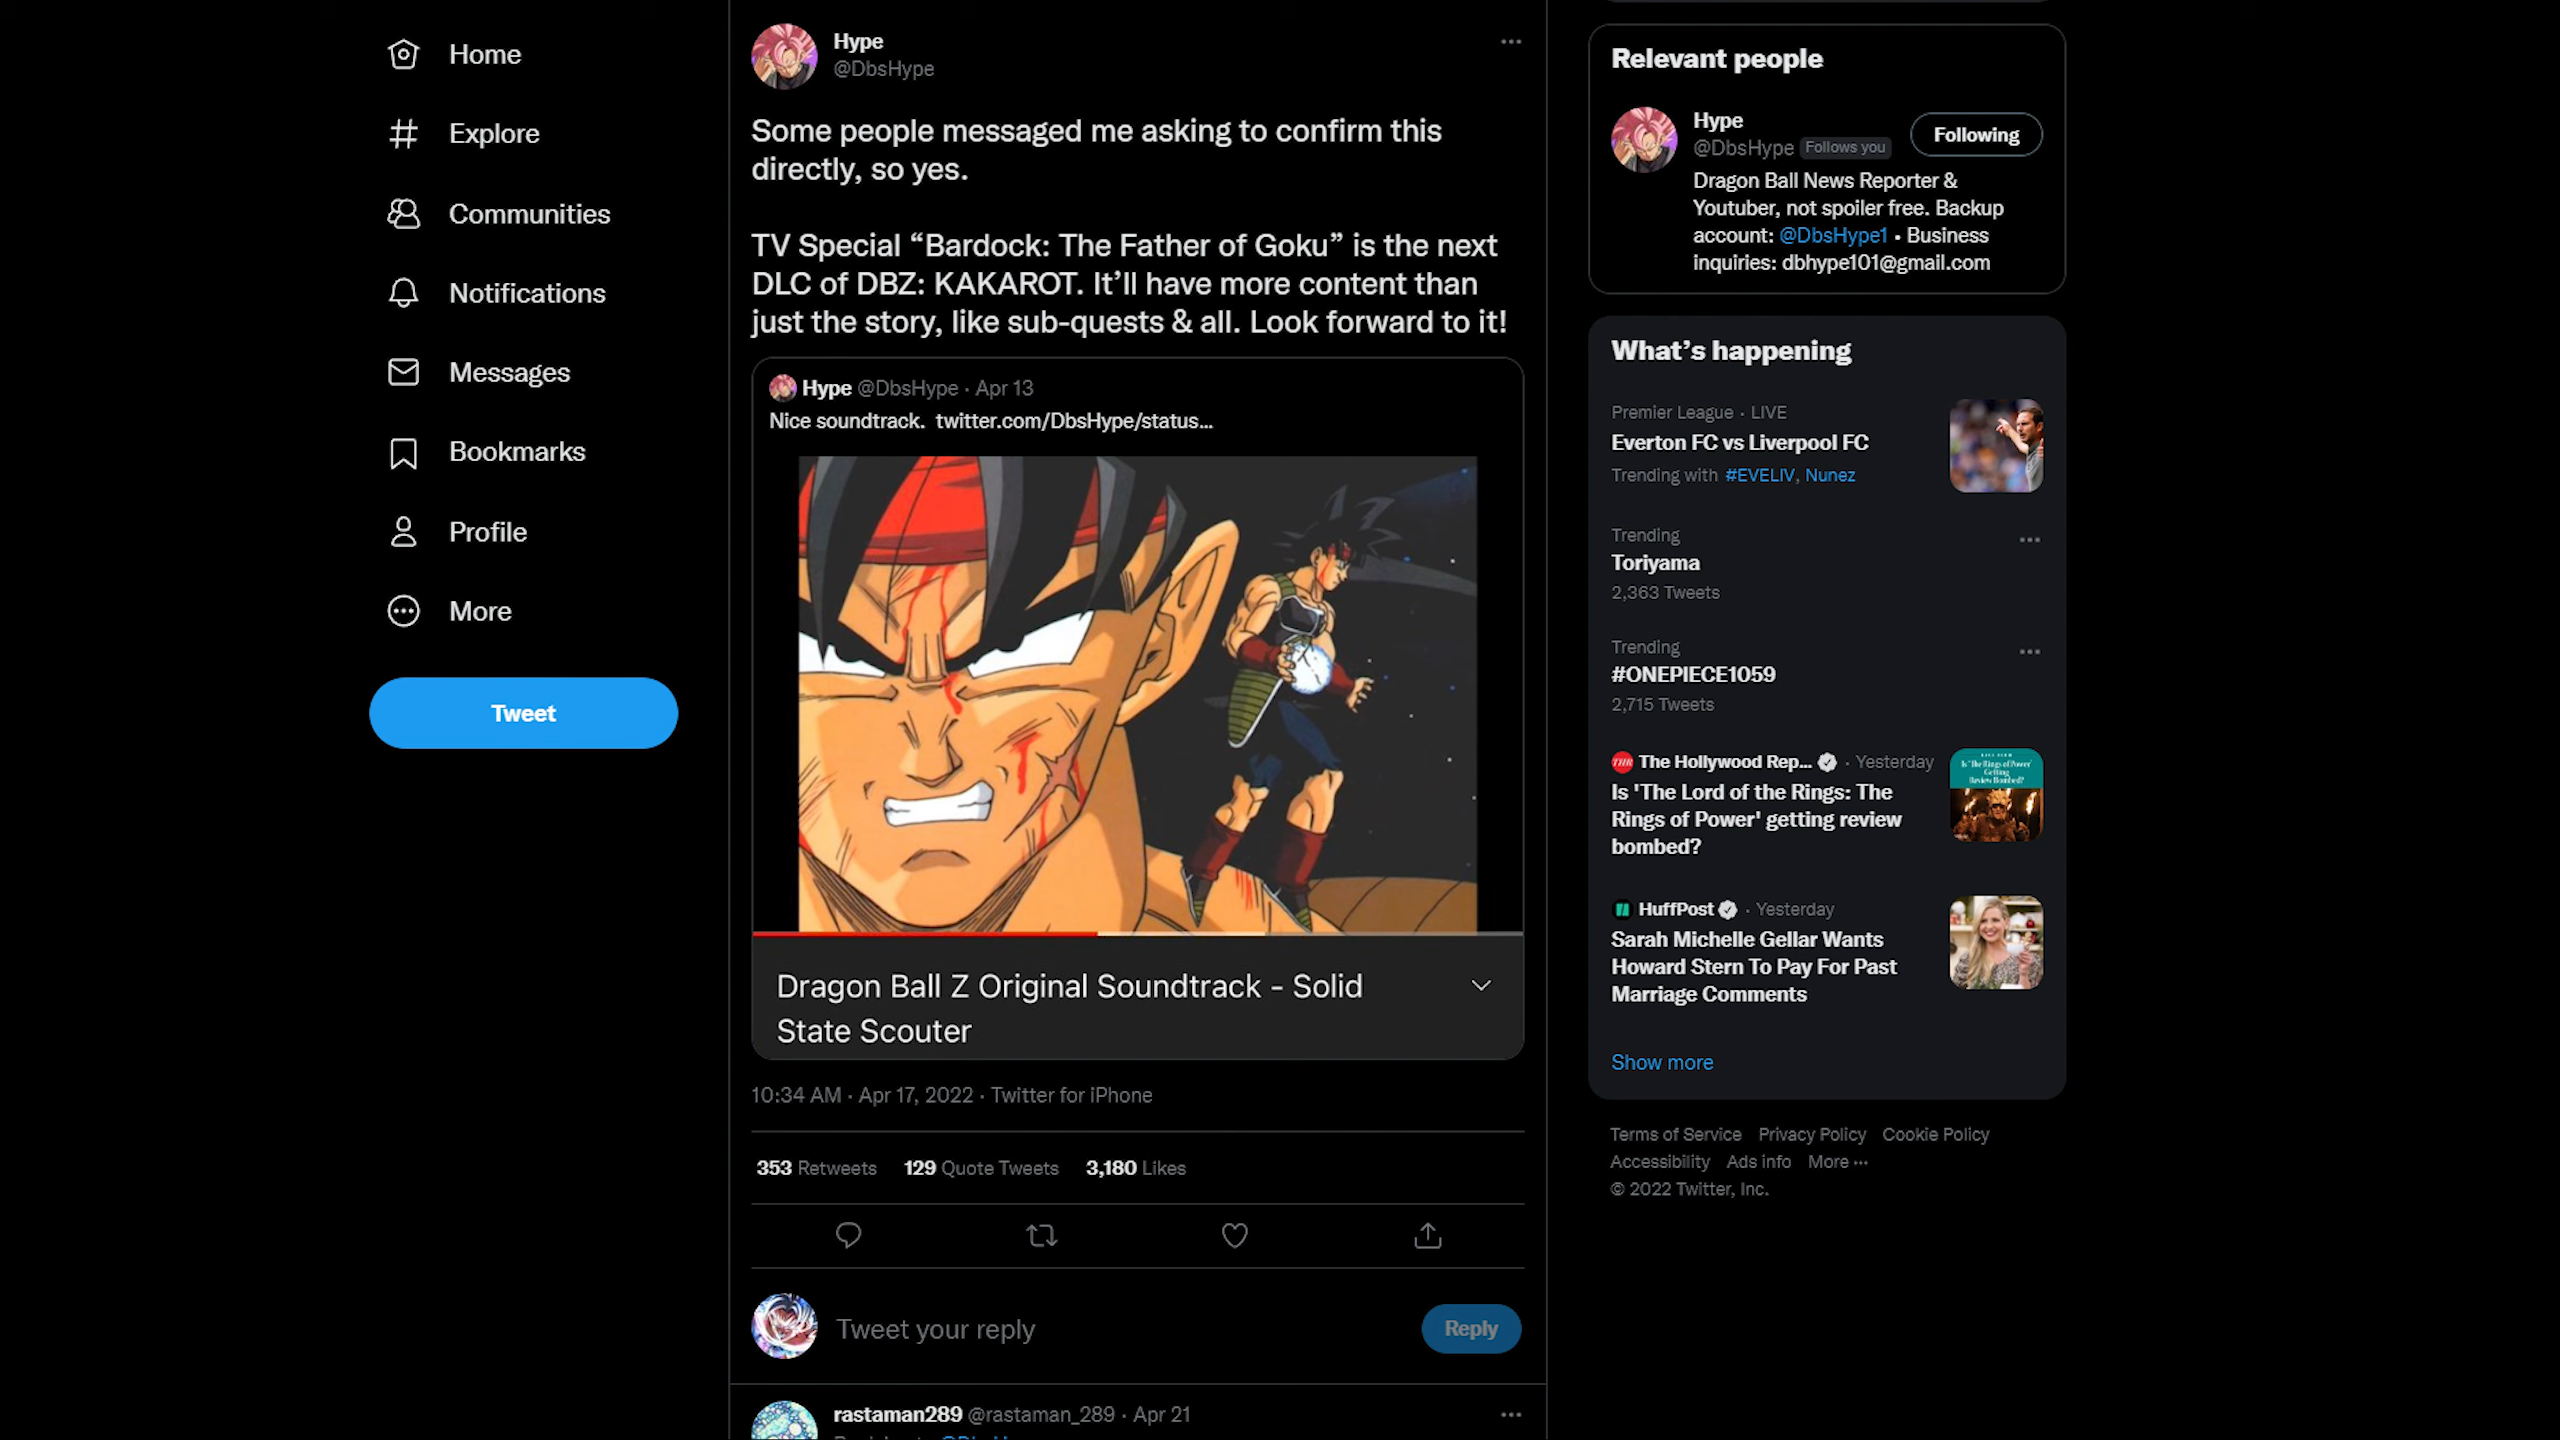 Home
Explore
Communities
Notifications
Messages
Bookmarks
Profile
More
Tweet
Hype
@DbsHype
Some people messaged me asking to confirm this
directly, so yes.
TV Special “Bardock: The Father of Goku” is the next
DLC of DBZ: KAKAROT. It’ll have more content than
just the story, like sub-quests & all. Look forward to it!
Hype @DbsHype · Apr 13
Nice soundtrack. twitter.com/DbsHype/status...
Dragon Ball Z Original Soundtrack - Solid
State Scouter
10:34 AM · Apr 17, 2022 · Twitter for iPhone
353 Retweets 129 Quote Tweets 3,180 Likes
Tweet your reply
Reply
rastaman289 @rastaman_289 · Apr 21
Relevant people
Hype
@DbsHype Follows you
Following
Dragon Ball News Reporter &
Youtuber, not spoiler free. Backup
account: @DbsHype1 • Business
inquiries: dbhype101@gmail.com
What’s happening
Premier League · LIVE
Everton FC vs Liverpool FC
Trending with #EVELIV, Nunez
Trending
Toriyama
2,363 Tweets
Trending
#ONEPIECE1059
2,715 Tweets
THR The Hollywood Rep... · Yesterday
Is 'The Lord of the Rings: The
Rings of Power' getting review
bombed?
Is 'The Rings of Power'
Getting
Review Bombed?
HuffPost · Yesterday
Sarah Michelle Gellar Wants
Howard Stern To Pay For Past
Marriage Comments
Show more
Terms of Service Privacy Policy Cookie Policy
Accessibility Ads info More ···
© 2022 Twitter, Inc.